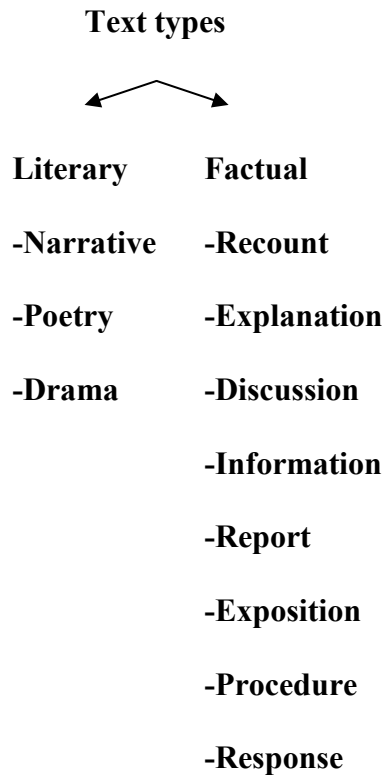 Text types
Literary Factual
-Narrative -Recount
-Poetry -Explanation
-Drama -Discussion
-Information
-Report
-Exposition
-Procedure
-Response